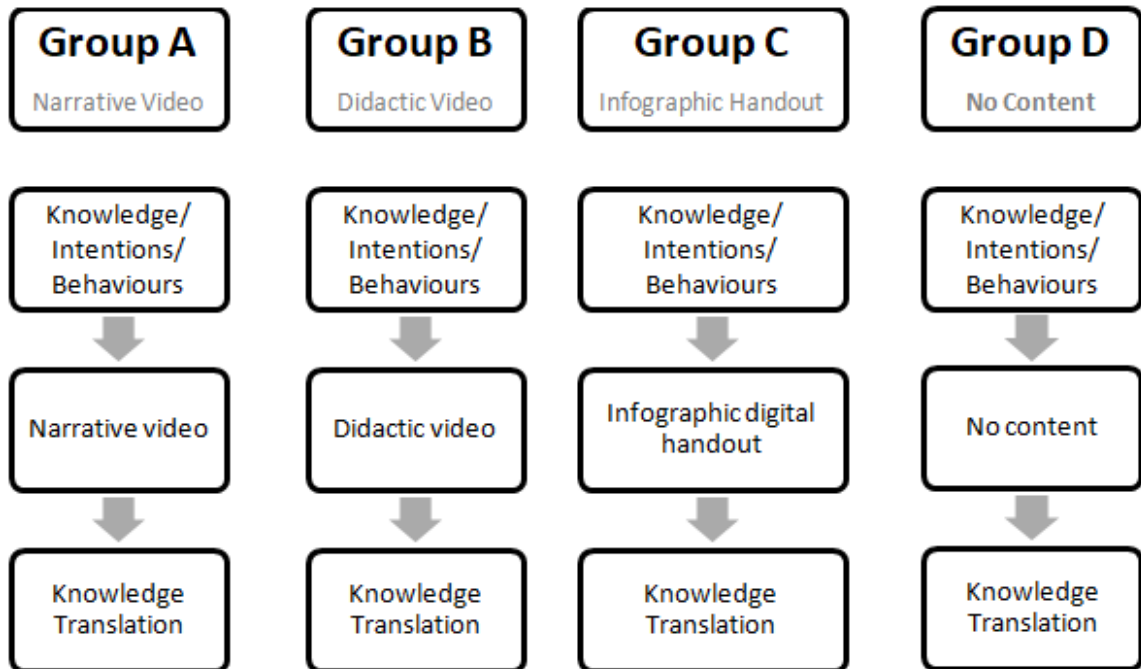 Group A
Narrative Video
Group B
Didactic Video
Group C
Infographic Handout
Group D
No Content
Knowledge/
Intentions/
Behaviours
Knowledge/
Intentions/
Behaviours
Knowledge/
Intentions/
Behaviours
Knowledge/
Intentions/
Behaviours
Narrative video
Didactic video
Infographic digital
handout
No content
Knowledge
Translation
Knowledge
Translation
Knowledge
Translation
Knowledge
Translation